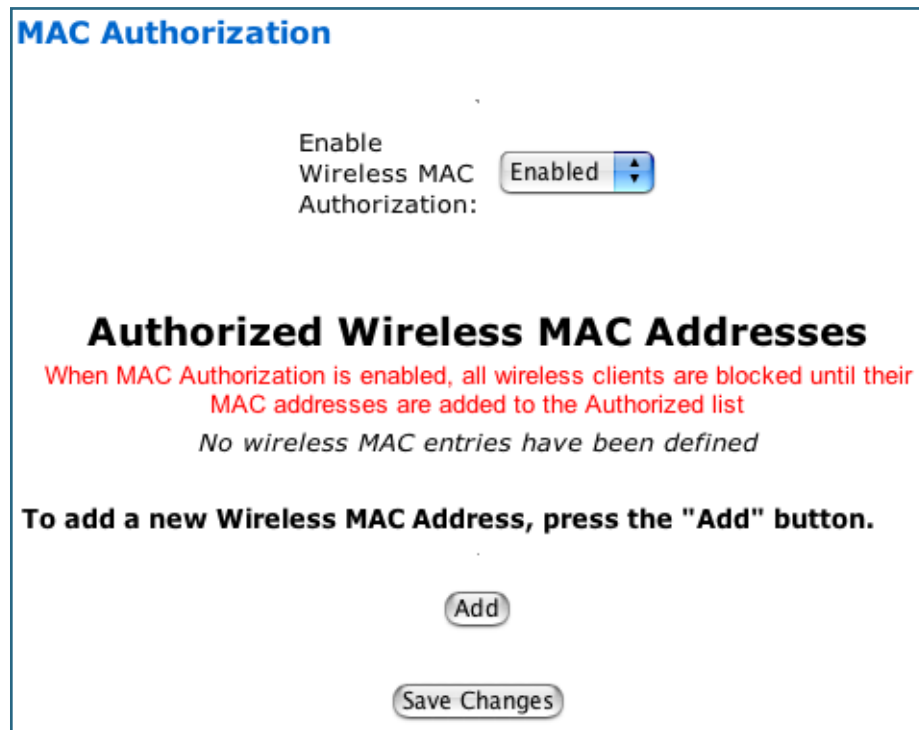 MAC Authorization
Enable
Wireless MAC
Authorization:
Enabled
Authorized Wireless MAC Addresses
When MAC Authorization is enabled, all wireless clients are blocked until their
MAC addresses are added to the Authorized list
No wireless MAC entries have been defined
To add a new Wireless MAC Address, press the "Add" button.
Add
Save Changes